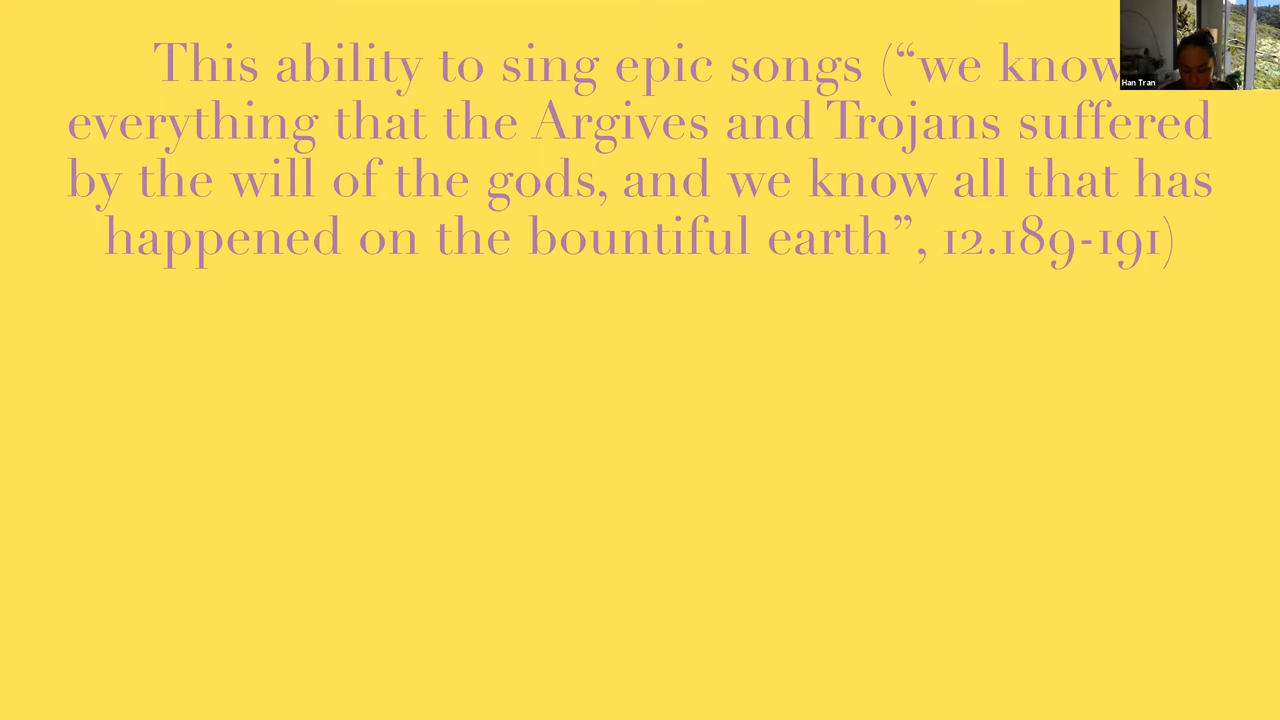 This ability to sing epic songs (“we know
everything that the Argives and Trojans suffered
by the will of the gods, and we know all that has
happened on the bountiful earth”, 12.189-191)
Han Tran